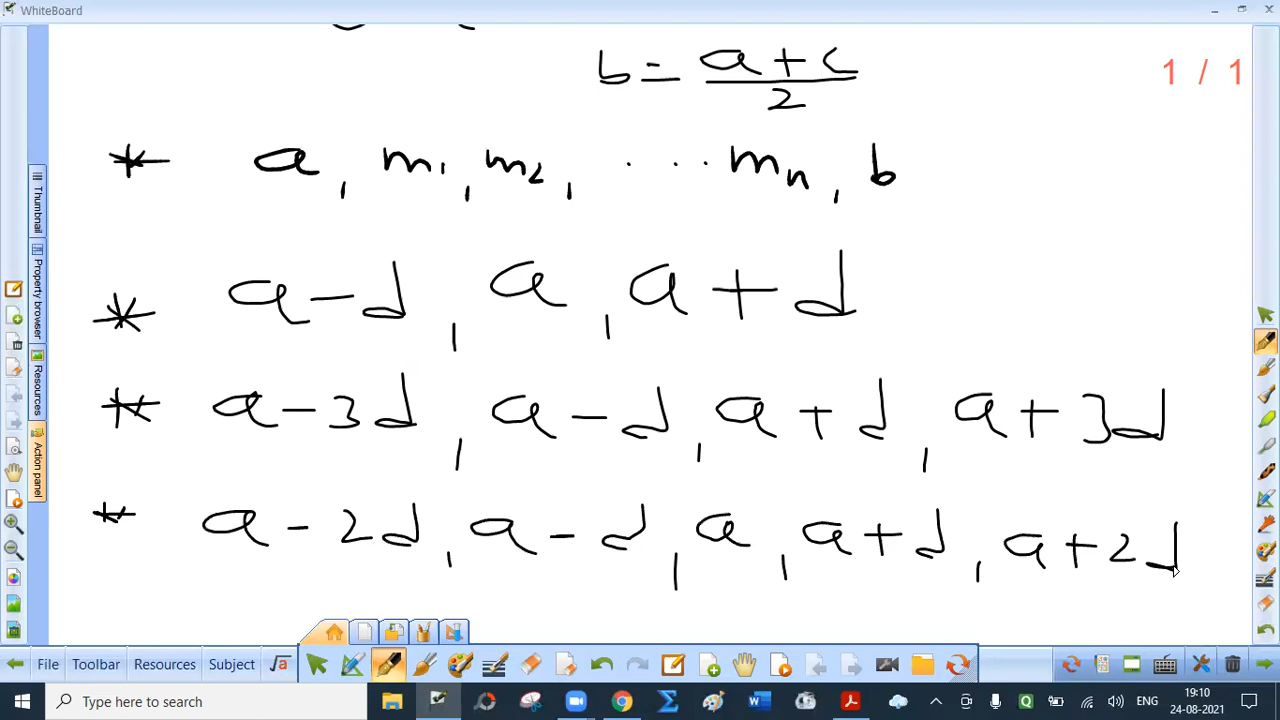 WhiteBoard
b = a + c / 2
1 / 1
* a, m1, m2, ... mn, b
* a - d, a, a + d
* a - 3d, a - d, a + d, a + 3d
* a - 2d, a - d, a, a + d, a + 2d
Thumbnail
Property browser
Resources
Action panel
File Toolbar Resources Subject √a
Type here to search
ENG 19:10 24-08-2021